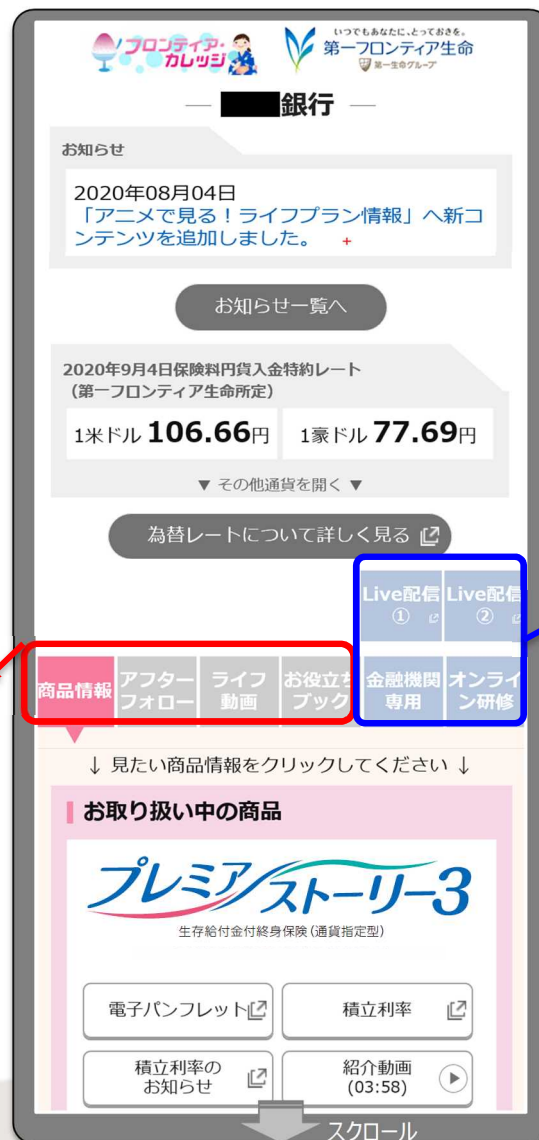 フロンティア・
カレッジ
いつでもあなたに、とっておきを。
第一フロンティア生命
第一生命グループ
— 銀行 —
お知らせ
2020年08月04日
「アニメで見る！ライフプラン情報」へ新コ
ンテンツを追加しました。 +
お知らせ一覧へ
2020年9月4日保険料円貨入金特約レート
（第一フロンティア生命所定）
1米ドル 106.66円 1豪ドル 77.69円
▼ その他通貨を開く ▼
為替レートについて詳しく見る
Live配信 Live配信
① ②
商品情報 アフター ライフ お役立ち 金融機関 オンライ
フォロー 動画 ブック 専用 ン研修
↓ 見たい商品情報をクリックしてください ↓
お取り扱い中の商品
プレミアストーリー3
生存給付金付終身保険（通貨指定型）
電子パンフレット 積立利率
積立利率の 紹介動画
お知らせ (03:58)
スクロール